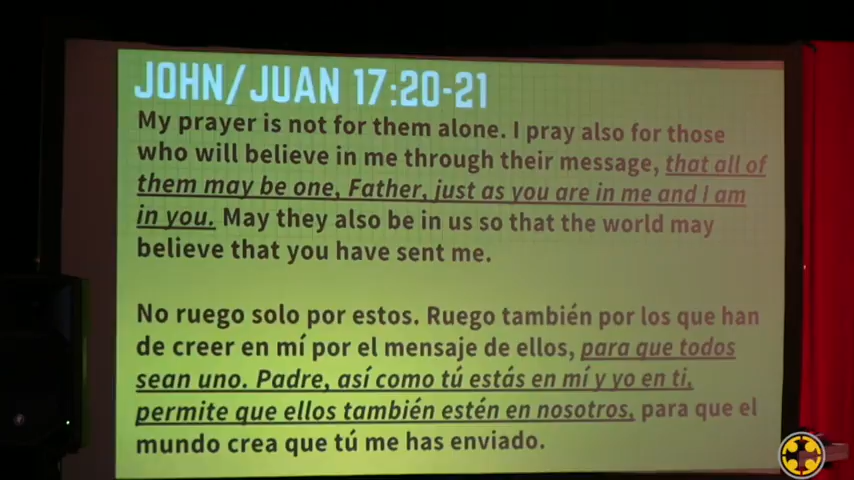 JOHN/JUAN 17:20-21
My prayer is not for them alone. I pray also for those
who will believe in me through their message, that all of
them may be one, Father, just as you are in me and I am
in you. May they also be in us so that the world may
believe that you have sent me.
No ruego solo por estos. Ruego también por los que han
de creer en mí por el mensaje de ellos, para que todos
sean uno. Padre, así como tú estás en mí y yo en ti,
permite que ellos también estén en nosotros, para que el
mundo crea que tú me has enviado.